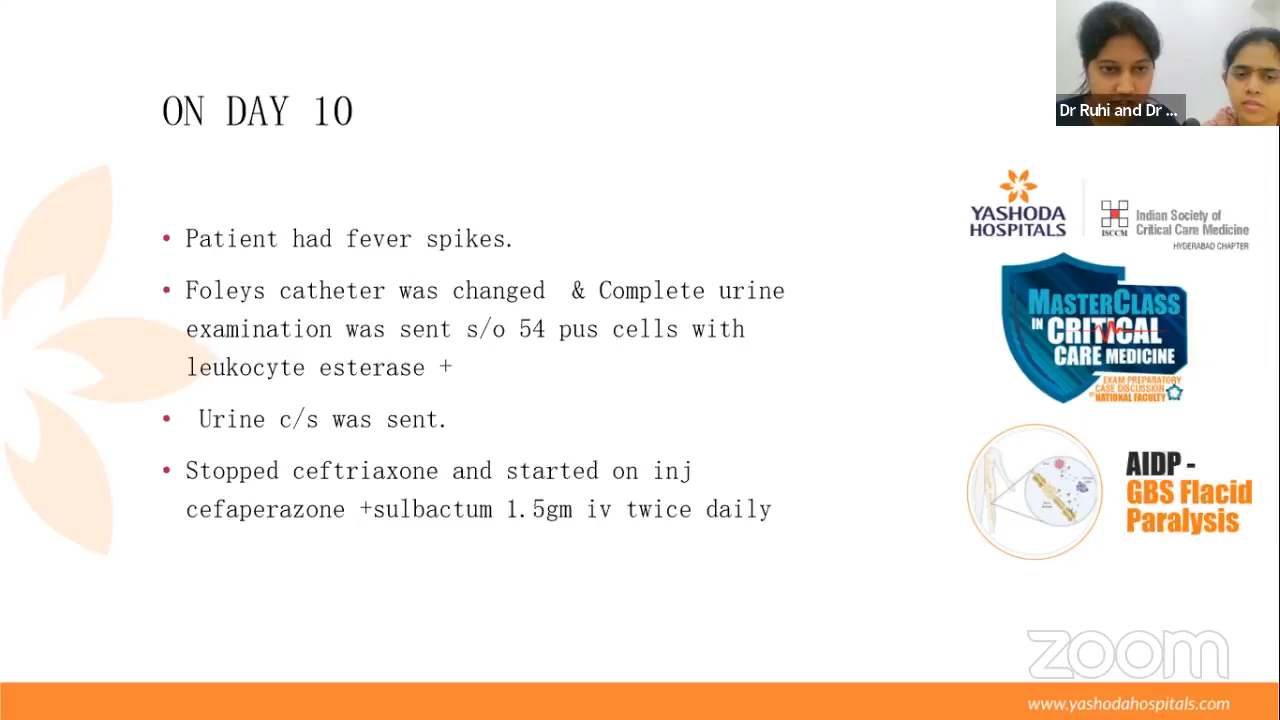 Dr Ruhi and Dr ...
ON DAY 10
YASHODA
HOSPITALS
ISCCM
Indian Society of
Critical Care Medicine
HYDERABAD CHAPTER
• Patient had fever spikes.
• Foleys catheter was changed & Complete urine
examination was sent s/o 54 pus cells with
leukocyte esterase +
• Urine c/s was sent.
• Stopped ceftriaxone and started on inj
cefaperazone +sulbactum 1.5gm iv twice daily
MASTERCLASS
IN CRITICAL
CARE MEDICINE
EXAM PREPARATORY
CASE DISCUSSION
NATIONAL FACULTY
AIDP -
GBS Flacid
Paralysis
zoom
www.yashodahospitals.com